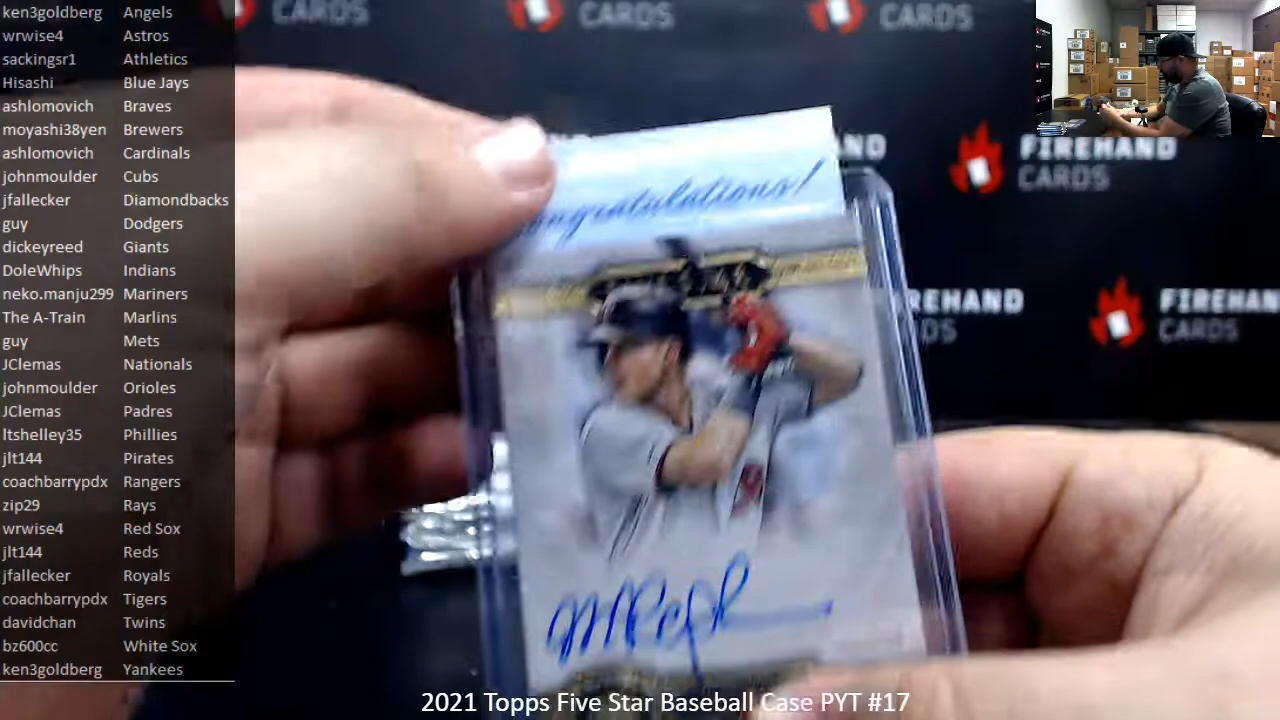 ken3goldberg Angels
wrwise4 Astros
sackingsr1 Athletics
Hisashi Blue Jays
ashlomovich Braves
moyashi38yen Brewers
ashlomovich Cardinals
johnmoulder Cubs
jfallecker Diamondbacks
guy Dodgers
dickeyreed Giants
DoleWhips Indians
neko.manju299 Mariners
The A-Train Marlins
guy Mets
JClemas Nationals
johnmoulder Orioles
JClemas Padres
ltshelley35 Phillies
jlt144 Pirates
coachbarrypdx Rangers
zip29 Rays
wrwise4 Red Sox
jlt144 Reds
jfallecker Royals
coachbarrypdx Tigers
davidchan Twins
bz600cc White Sox
ken3goldberg Yankees
CARDS
CARDS
CARDS
FIREHAND
CARDS
FIREHAND
CARDS
Congratulations!
2021 Topps Five Star Baseball Case PYT #17